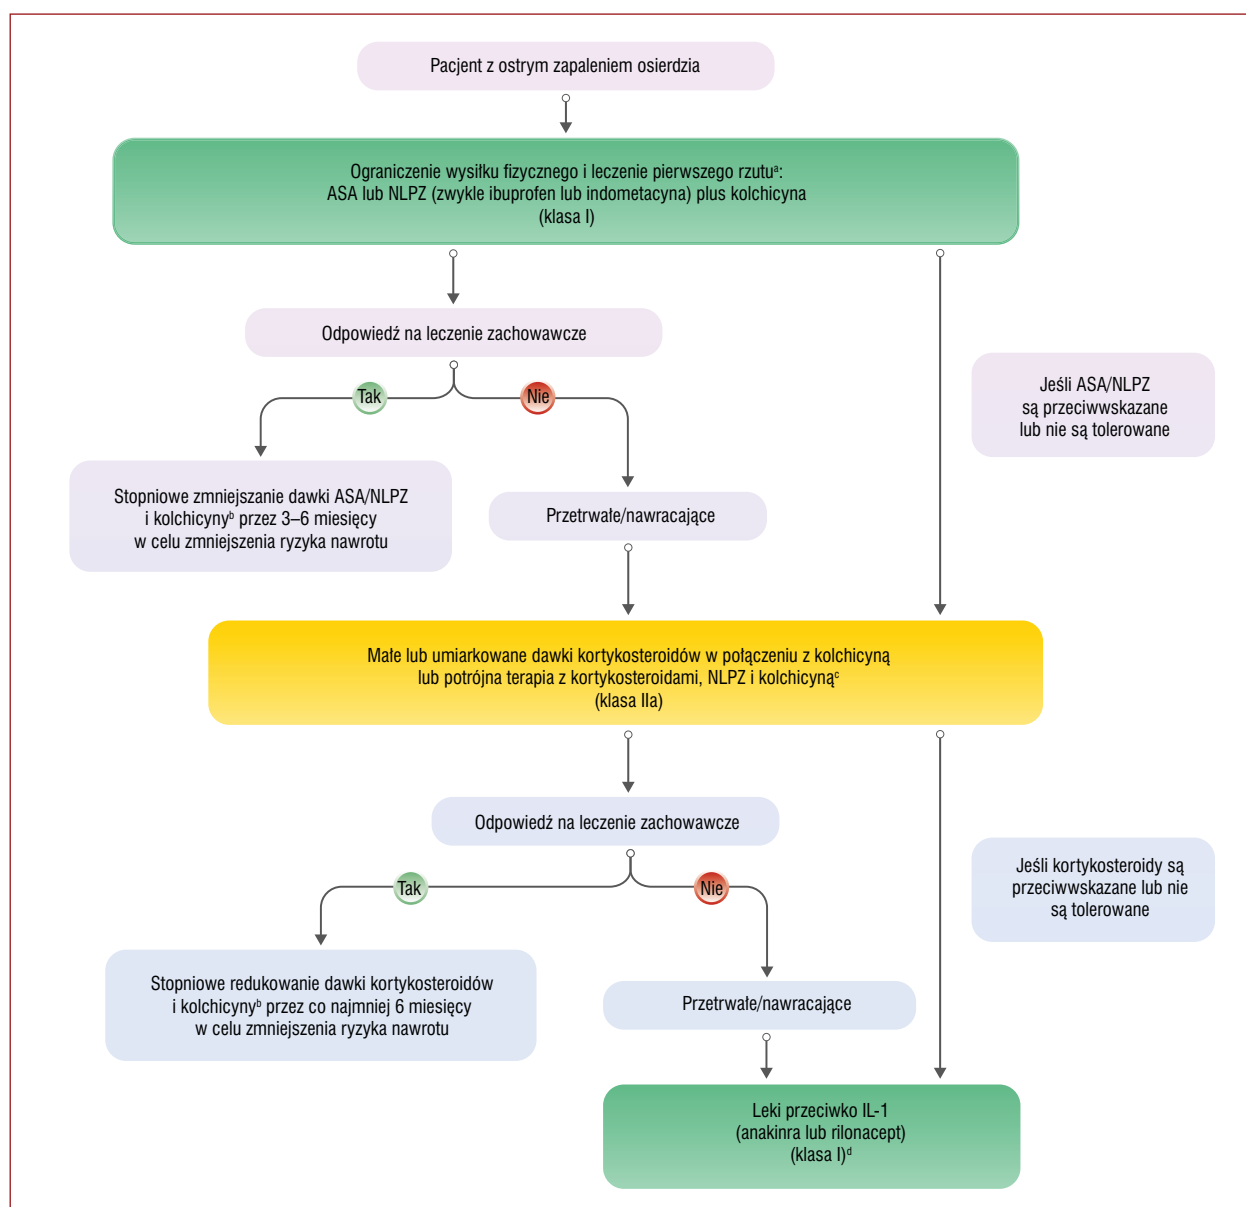 Pacjent z ostrym zapaleniem osierdzia
Ograniczenie wysiłku fizycznego i leczenie pierwszego rzutuᵃ:
ASA lub NLPZ (zwykle ibuprofen lub indometacyna) plus kolchicyna
(klasa I)
Odpowiedź na leczenie zachowawcze
Jeśli ASA/NLPZ
są przeciwwskazane
lub nie są tolerowane
Tak
Nie
Stopniowe zmniejszanie dawki ASA/NLPZ
i kolchicynyᵇ przez 3–6 miesięcy
w celu zmniejszenia ryzyka nawrotu
Przetrwałe/nawracające
Małe lub umiarkowane dawki kortykosteroidów w połączeniu z kolchicyną
lub potrójna terapia z kortykosteroidami, NLPZ i kolchicynąᶜ
(klasa IIa)
Odpowiedź na leczenie zachowawcze
Jeśli kortykosteroidy są
przeciwwskazane lub nie
są tolerowane
Tak
Nie
Stopniowe redukowanie dawki kortykosteroidów
i kolchicynyᵇ przez co najmniej 6 miesięcy
w celu zmniejszenia ryzyka nawrotu
Przetrwałe/nawracające
Leki przeciwko IL-1
(anakinra lub rilonacept)
(klasa I)ᵈ